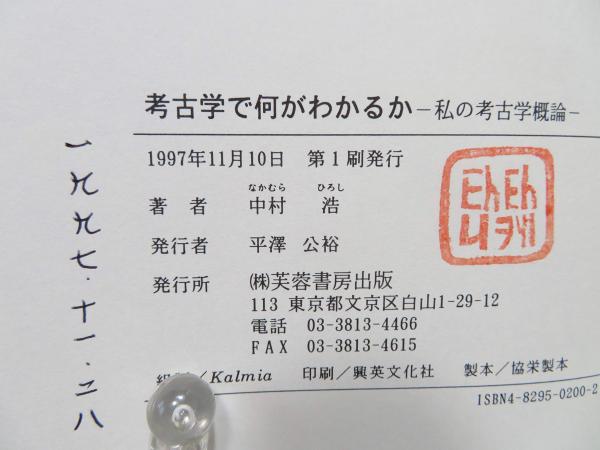 考古学で何がわかるか－私の考古学概論－
1997年11月10日　第1刷発行
なかむら　ひろし
著　者　中村　浩
発行者　平澤　公裕
発行所　㈱芙蓉書房出版
113 東京都文京区白山1-29-12
電話　03-3813-4466
FAX　03-3813-4615
／Kalmia　印刷／興英文化社　製本／協栄製本
ISBN4-8295-0200-2
一九九七・十一・二八